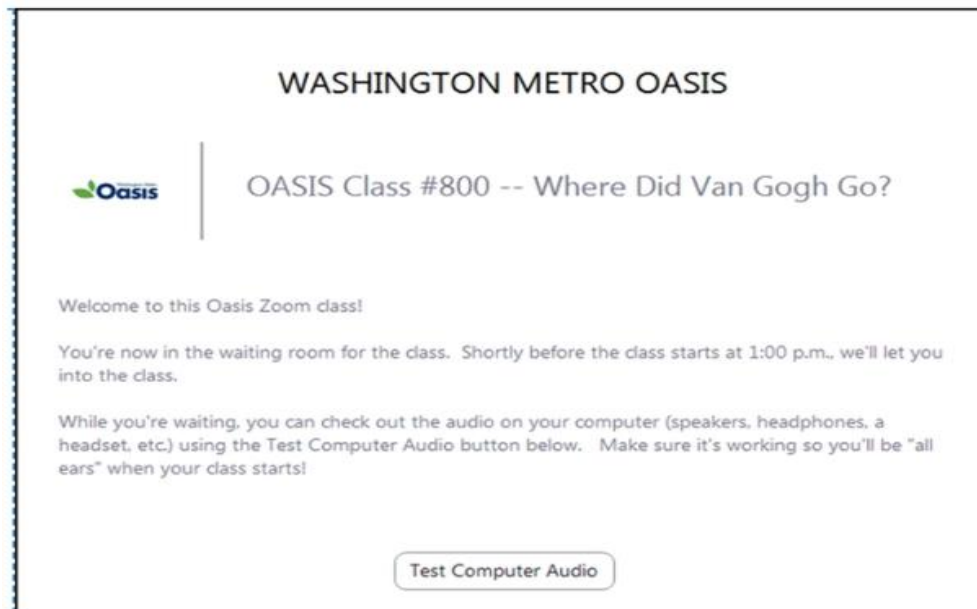 WASHINGTON METRO OASIS
Oasis
OASIS Class #800 -- Where Did Van Gogh Go?
Welcome to this Oasis Zoom class!
You're now in the waiting room for the class.  Shortly before the class starts at 1:00 p.m., we'll let you
into the class.
While you're waiting, you can check out the audio on your computer (speakers, headphones, a
headset, etc.) using the Test Computer Audio button below.   Make sure it's working so you'll be "all
ears" when your class starts!
Test Computer Audio